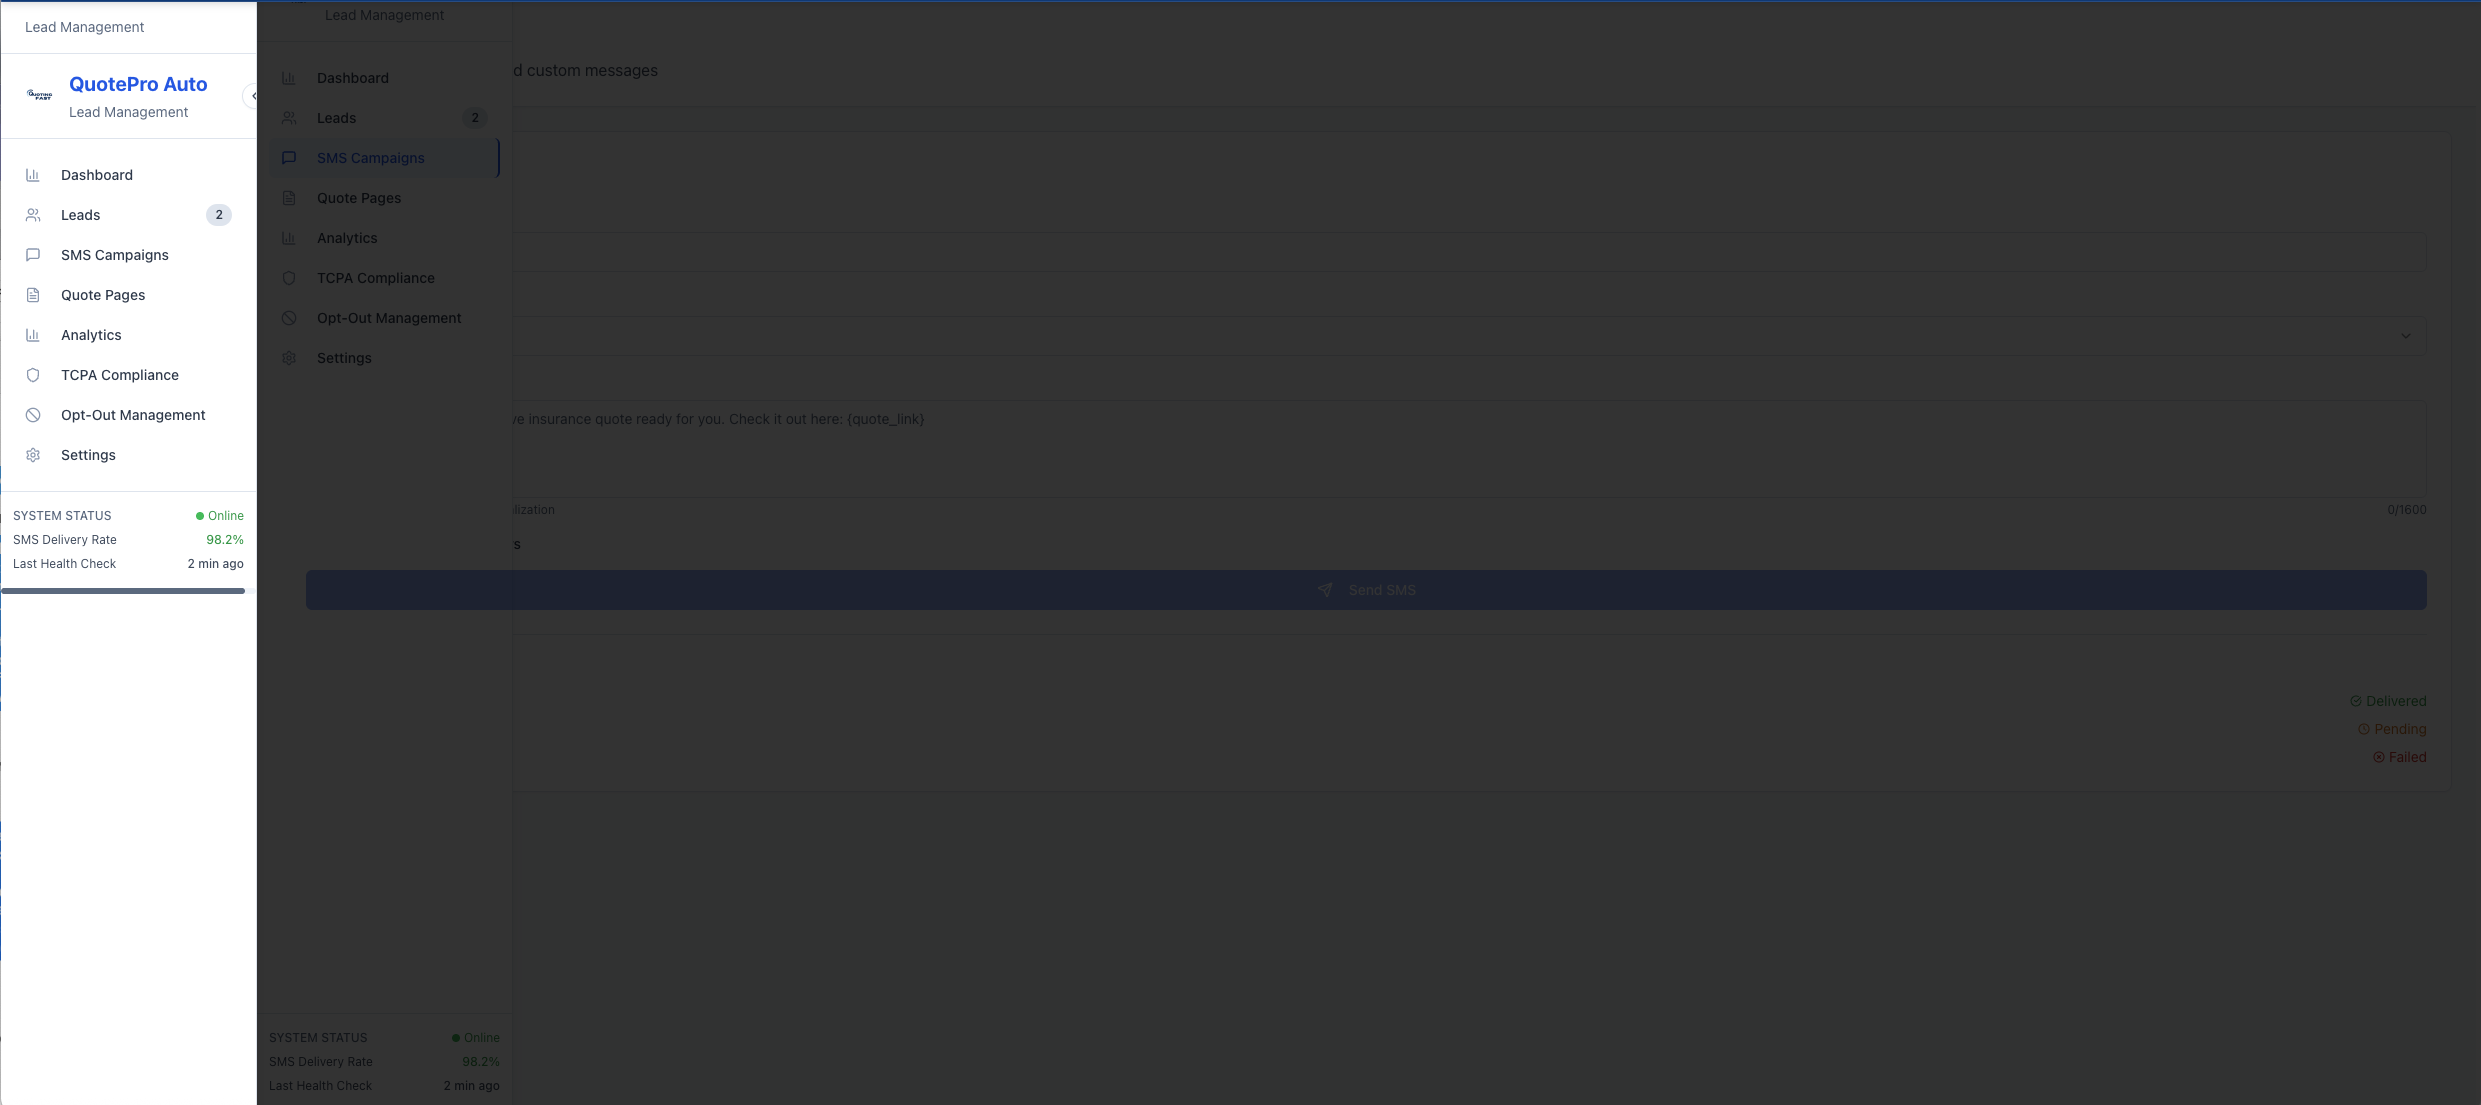 Lead Management
QUOTING FAST
QuotePro Auto
Lead Management
Dashboard
Leads 2
SMS Campaigns
Quote Pages
Analytics
TCPA Compliance
Opt-Out Management
Settings
SYSTEM STATUS Online
SMS Delivery Rate 98.2%
Last Health Check 2 min ago
Lead Management
Dashboard
Leads 2
SMS Campaigns
Quote Pages
Analytics
TCPA Compliance
Opt-Out Management
Settings
SYSTEM STATUS Online
SMS Delivery Rate 98.2%
Last Health Check 2 min ago
d custom messages
ve insurance quote ready for you. Check it out here: {quote_link}
lization 0/1600
s
Send SMS
Delivered
Pending
Failed